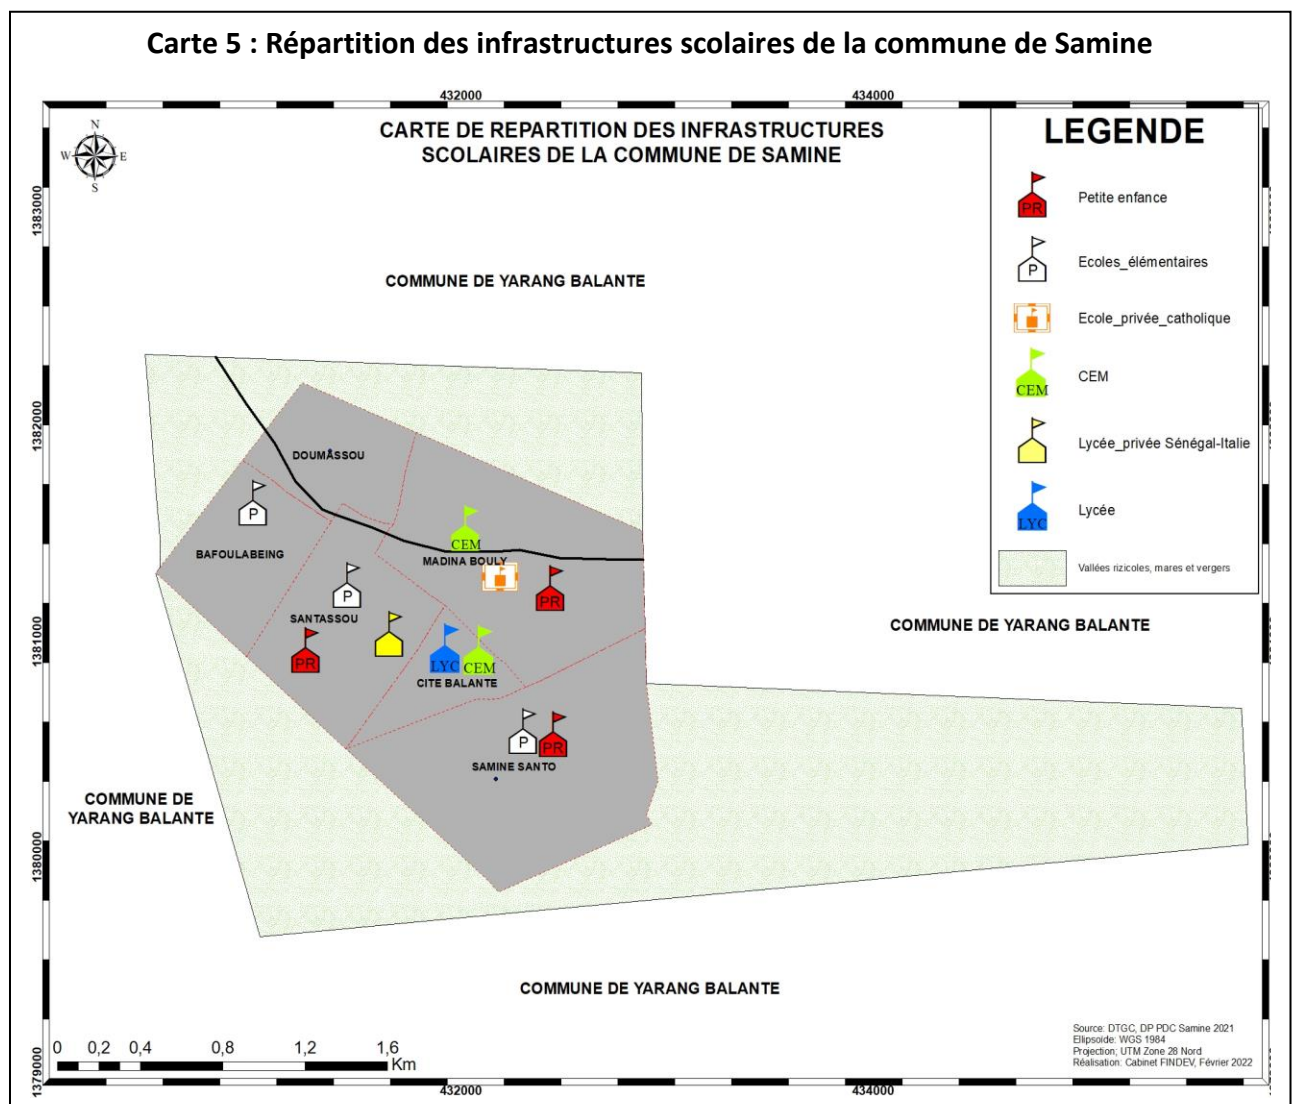 Carte 5 : Répartition des infrastructures scolaires de la commune de Samine
432000
434000
CARTE DE REPARTITION DES INFRASTRUCTURES
SCOLAIRES DE LA COMMUNE DE SAMINE
N
W
E
S
LEGENDE
PR
Petite enfance
P
Ecoles_élémentaires
Ecole_privée_catholique
CEM
CEM
Lycée_privée Sénégal-Italie
LYC
Lycée
Vallées rizicoles, mares et vergers
1383000
1382000
1381000
1380000
1379000
COMMUNE DE YARANG BALANTE
DOUMASSOU
P
BAFOULABEING
CEM
MADINA BOULY
PR
P
SANTASSOU
PR
LYC
CEM
CITE BALANTE
COMMUNE DE YARANG BALANTE
P
PR
SAMINE SANTO
COMMUNE DE
YARANG BALANTE
COMMUNE DE YARANG BALANTE
0 0,2 0,4 0,8 1,2 1,6
Km
Source: DTGC, DP PDC Samine 2021
Ellipsoide: WGS 1984
Projection; UTM Zone 28 Nord
Réalisation: Cabinet FINDEV, Février 2022
432000
434000